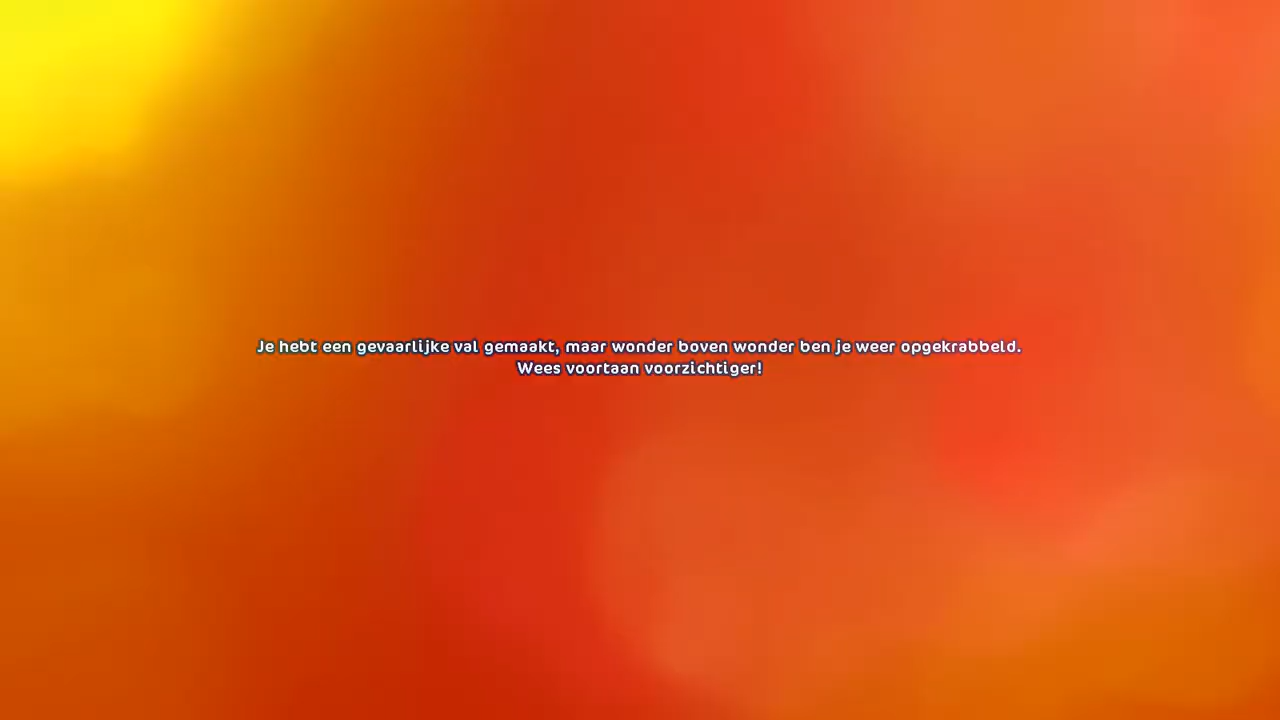 Je hebt een gevaarlijke val gemaakt, maar wonder boven wonder ben je weer opgekrabbeld.
Wees voortaan voorzichtiger!